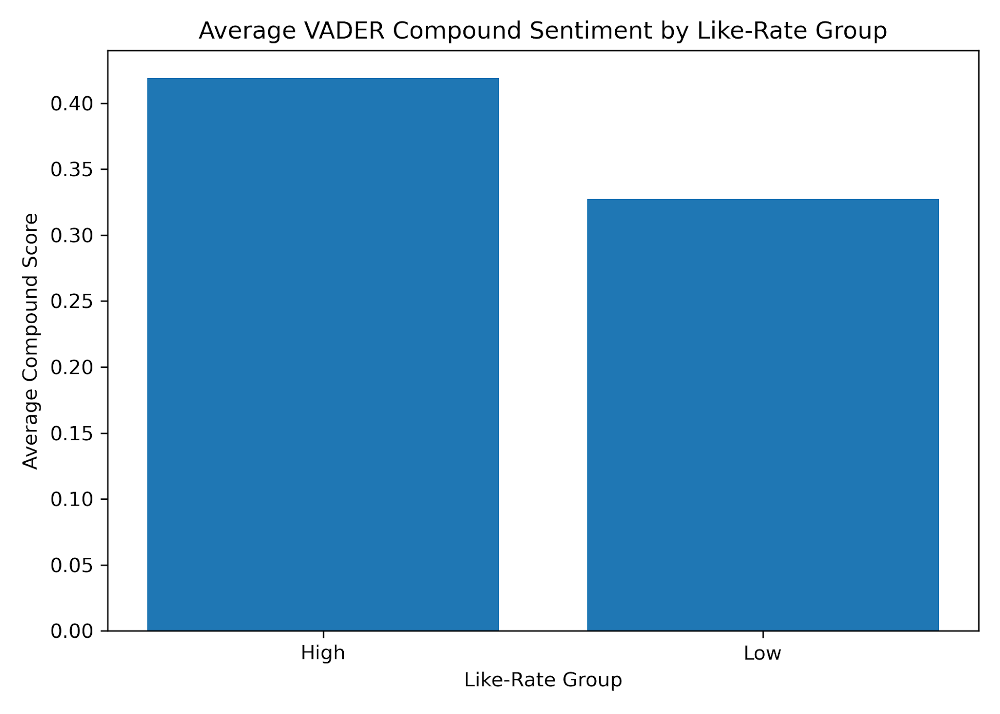 Average VADER Compound Sentiment by Like-Rate Group
Average Compound Score
0.40
0.35
0.30
0.25
0.20
0.15
0.10
0.05
0.00
High
Low
Like-Rate Group